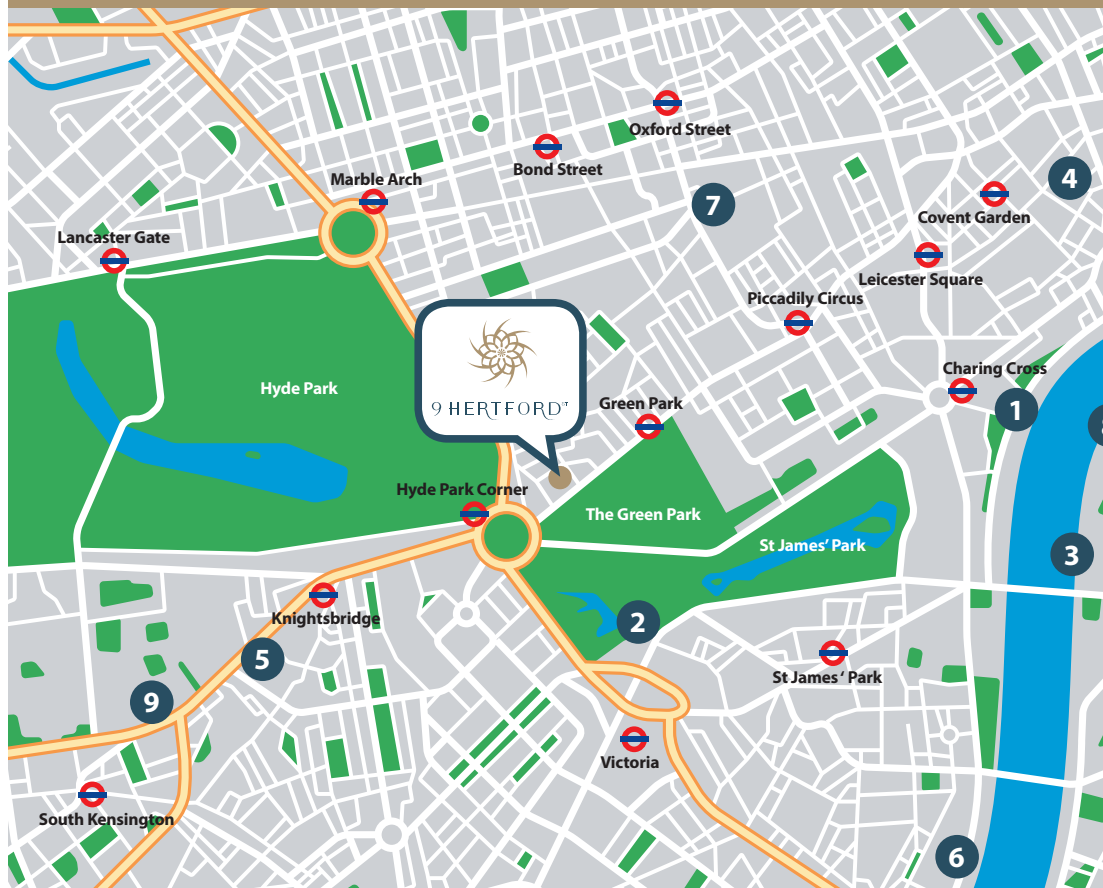 Oxford Street
Bond Street
Marble Arch
4
7
Covent Garden
Lancaster Gate
Leicester Square
Piccadily Circus
Charing Cross
Hyde Park
9 HERTFORD™
Green Park
1
Hyde Park Corner
The Green Park
St James' Park
3
Knightsbridge
2
5
St James ' Park
9
Victoria
South Kensington
6